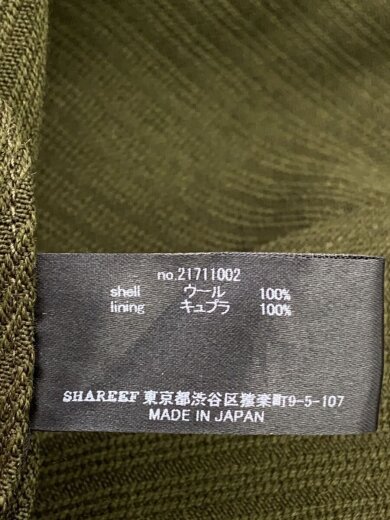 no.21711002
shell ウール 100%
lining キュプラ 100%
SHAREEF 東京都渋谷区猿楽町9-5-107
MADE IN JAPAN